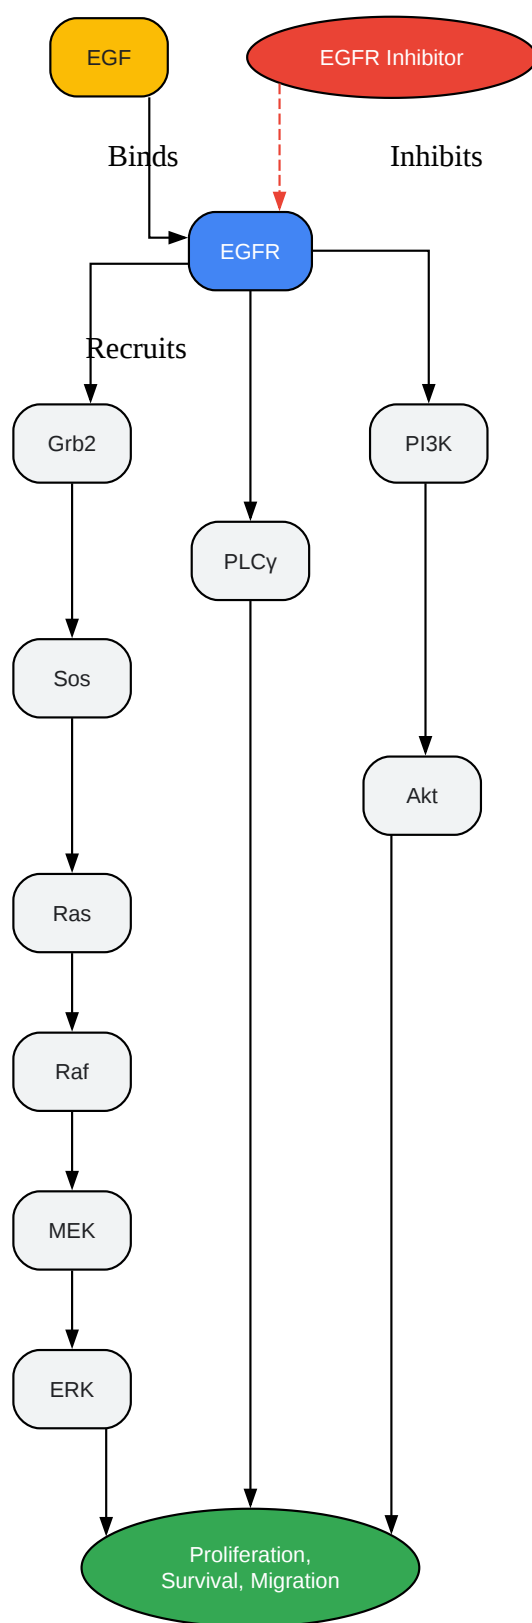 EGF
EGFR Inhibitor
Binds
Inhibits
EGFR
Recruits
Grb2
PI3K
PLCγ
Sos
Akt
Ras
Raf
MEK
ERK
Proliferation,
Survival, Migration